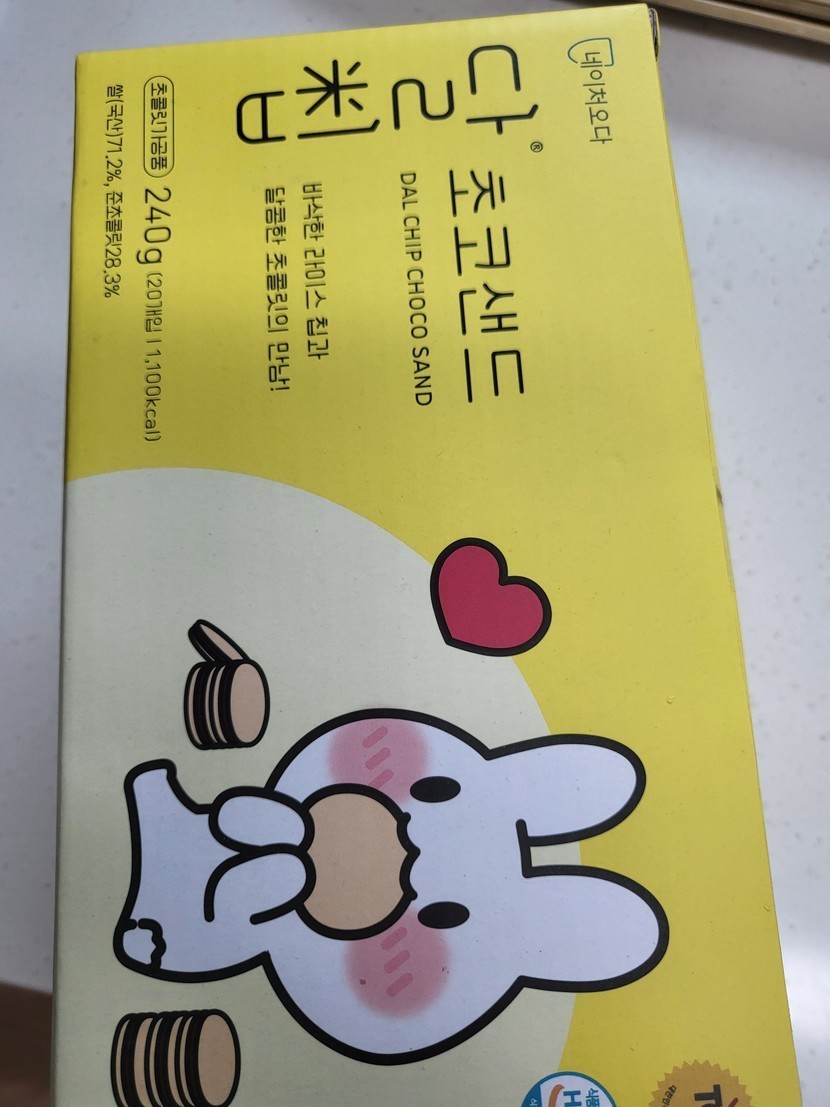 네이처오다
달®
칩
초코샌드
DAL CHIP CHOCO SAND
바삭한 라이스 칩과
달콤한 초콜릿의 만남!
초콜릿가공품 240g (20개입 | 1,100kcal)
쌀(국산)71.2%, 준초콜릿28.3%
식품